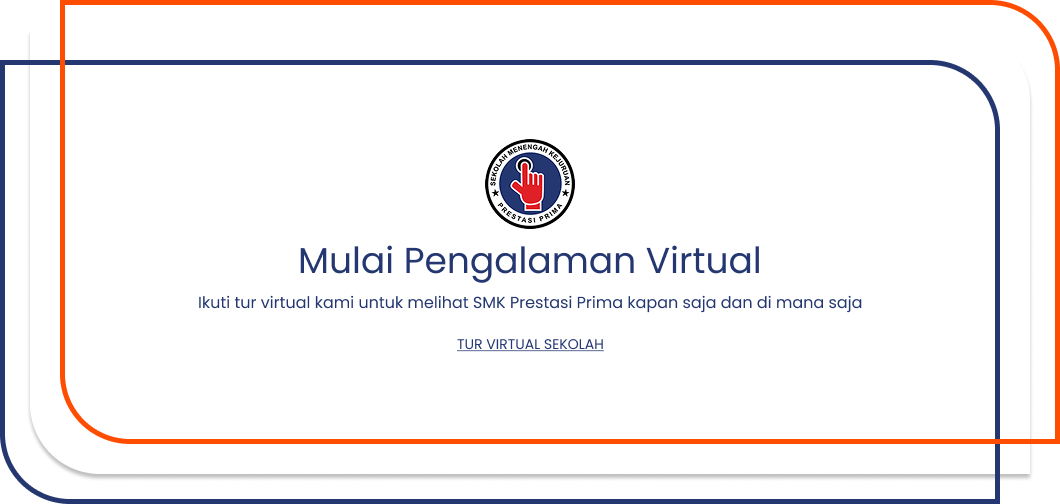 SEKOLAH MENENGAH KEJURUAN
PRESTASI PRIMA
Mulai Pengalaman Virtual
Ikuti tur virtual kami untuk melihat SMK Prestasi Prima kapan saja dan di mana saja
TUR VIRTUAL SEKOLAH